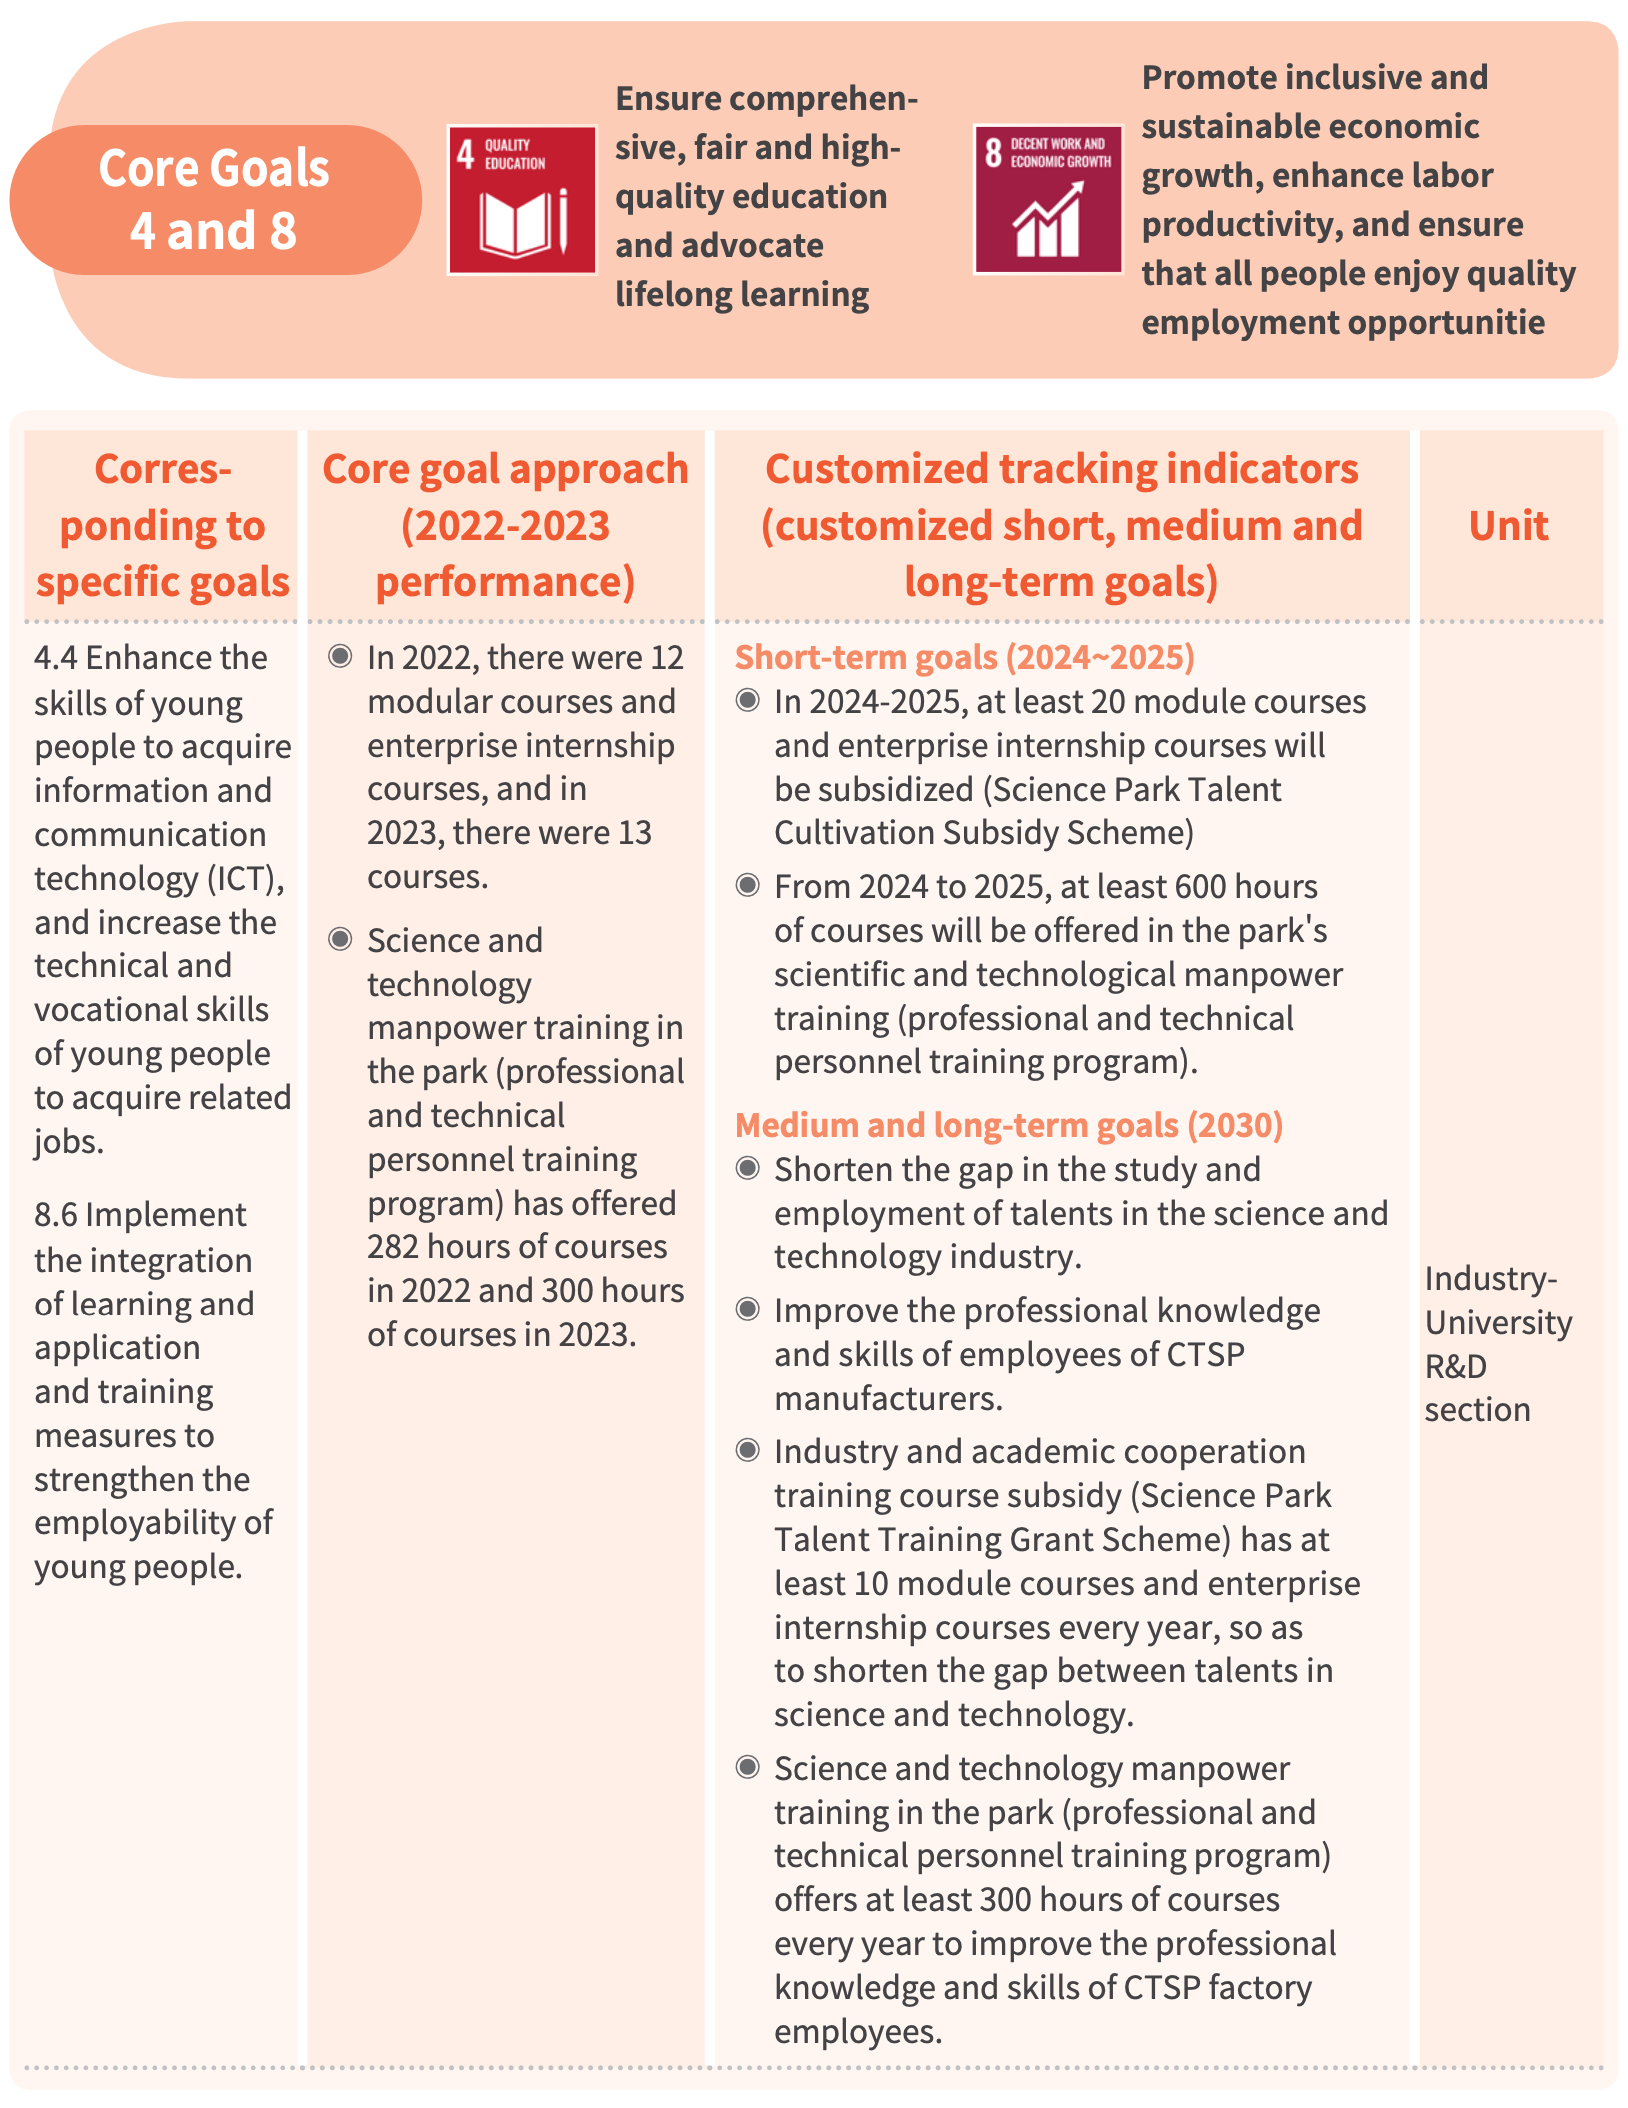 Core Goals
4 and 8
4 QUALITY
EDUCATION
Ensure comprehen-
sive, fair and high-
quality education
and advocate
lifelong learning
8 DECENT WORK AND
ECONOMIC GROWTH
Promote inclusive and
sustainable economic
growth, enhance labor
productivity, and ensure
that all people enjoy quality
employment opportunitie
Corres-
ponding to
specific goals
Core goal approach
(2022-2023
performance)
Customized tracking indicators
(customized short, medium and
long-term goals)
Unit
4.4 Enhance the
skills of young
people to acquire
information and
communication
technology (ICT),
and increase the
technical and
vocational skills
of young people
to acquire related
jobs.
8.6 Implement
the integration
of learning and
application
and training
measures to
strengthen the
employability of
young people.
In 2022, there were 12
modular courses and
enterprise internship
courses, and in
2023, there were 13
courses.
Science and
technology
manpower training in
the park (professional
and technical
personnel training
program) has offered
282 hours of courses
in 2022 and 300 hours
of courses in 2023.
Short-term goals (2024~2025)
In 2024-2025, at least 20 module courses
and enterprise internship courses will
be subsidized (Science Park Talent
Cultivation Subsidy Scheme)
From 2024 to 2025, at least 600 hours
of courses will be offered in the park's
scientific and technological manpower
training (professional and technical
personnel training program).
Medium and long-term goals (2030)
Shorten the gap in the study and
employment of talents in the science and
technology industry.
Improve the professional knowledge
and skills of employees of CTSP
manufacturers.
Industry and academic cooperation
training course subsidy (Science Park
Talent Training Grant Scheme) has at
least 10 module courses and enterprise
internship courses every year, so as
to shorten the gap between talents in
science and technology.
Science and technology manpower
training in the park (professional and
technical personnel training program)
offers at least 300 hours of courses
every year to improve the professional
knowledge and skills of CTSP factory
employees.
Industry-
University
R&D
section